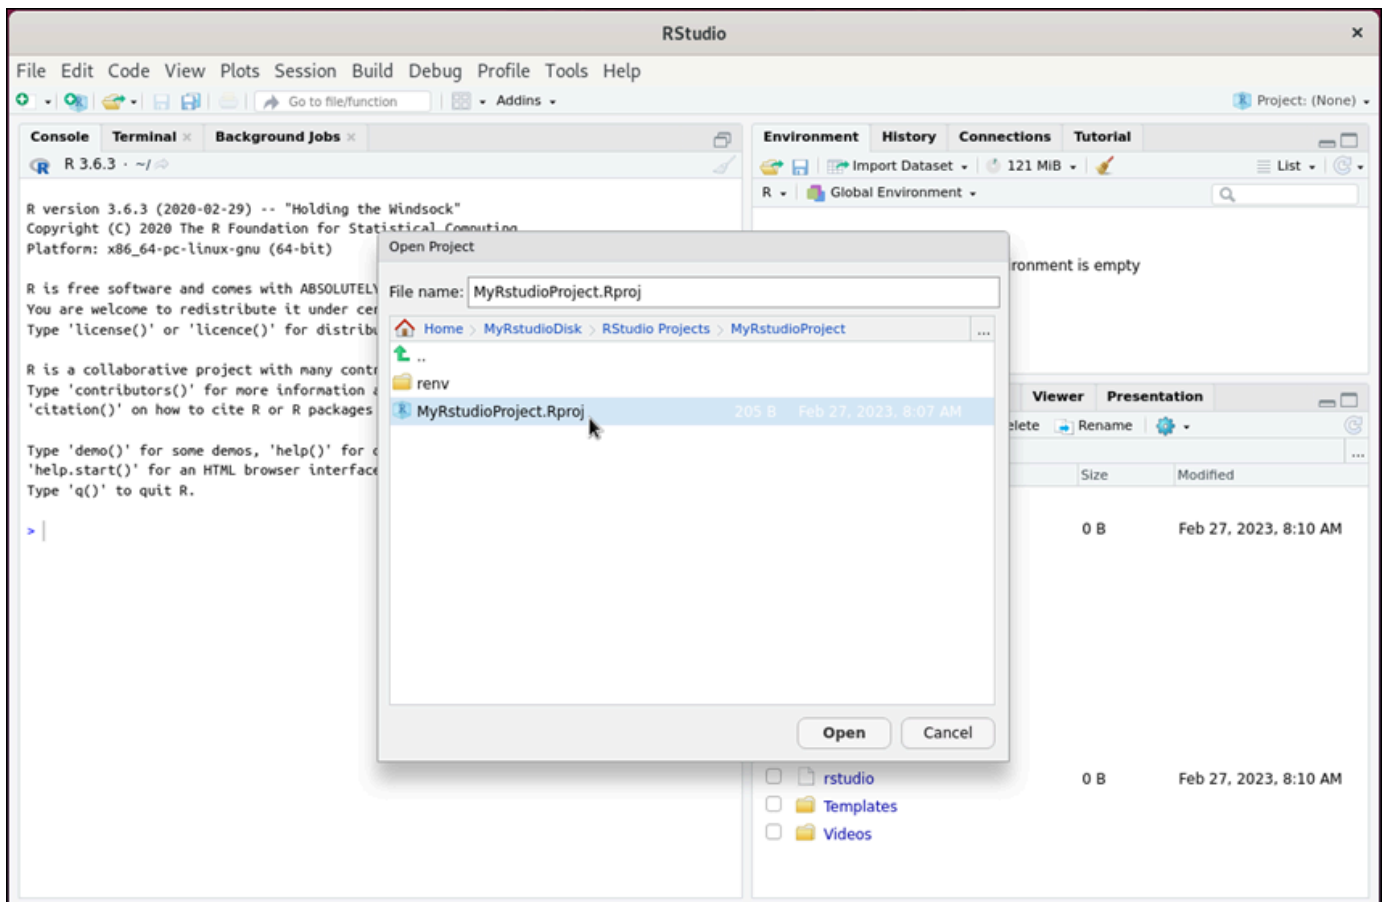 RStudio
File Edit Code View Plots Session Build Debug Profile Tools Help
Go to file/function Addins Project: (None)
Console Terminal Background Jobs
R 3.6.3 · ~/
R version 3.6.3 (2020-02-29) -- "Holding the Windsock"
Copyright (C) 2020 The R Foundation for Statistical Computing
Platform: x86_64-pc-linux-gnu (64-bit)
R is free software and comes with ABSOLUTELY
You are welcome to redistribute it under cer
Type 'license()' or 'licence()' for distribu
R is a collaborative project with many contr
Type 'contributors()' for more information a
'citation()' on how to cite R or R packages
Type 'demo()' for some demos, 'help()' for o
'help.start()' for an HTML browser interface
Type 'q()' to quit R.
>
Open Project
File name: MyRstudioProject.Rproj
Home MyRstudioDisk RStudio Projects MyRstudioProject ...
..
renv
MyRstudioProject.Rproj 205 B Feb 27, 2023, 8:07 AM
Open Cancel
Environment History Connections Tutorial
Import Dataset 121 MiB List
R Global Environment
ronment is empty
Viewer Presentation
elete Rename
...
Size Modified
0 B Feb 27, 2023, 8:10 AM
rstudio 0 B Feb 27, 2023, 8:10 AM
Templates
Videos